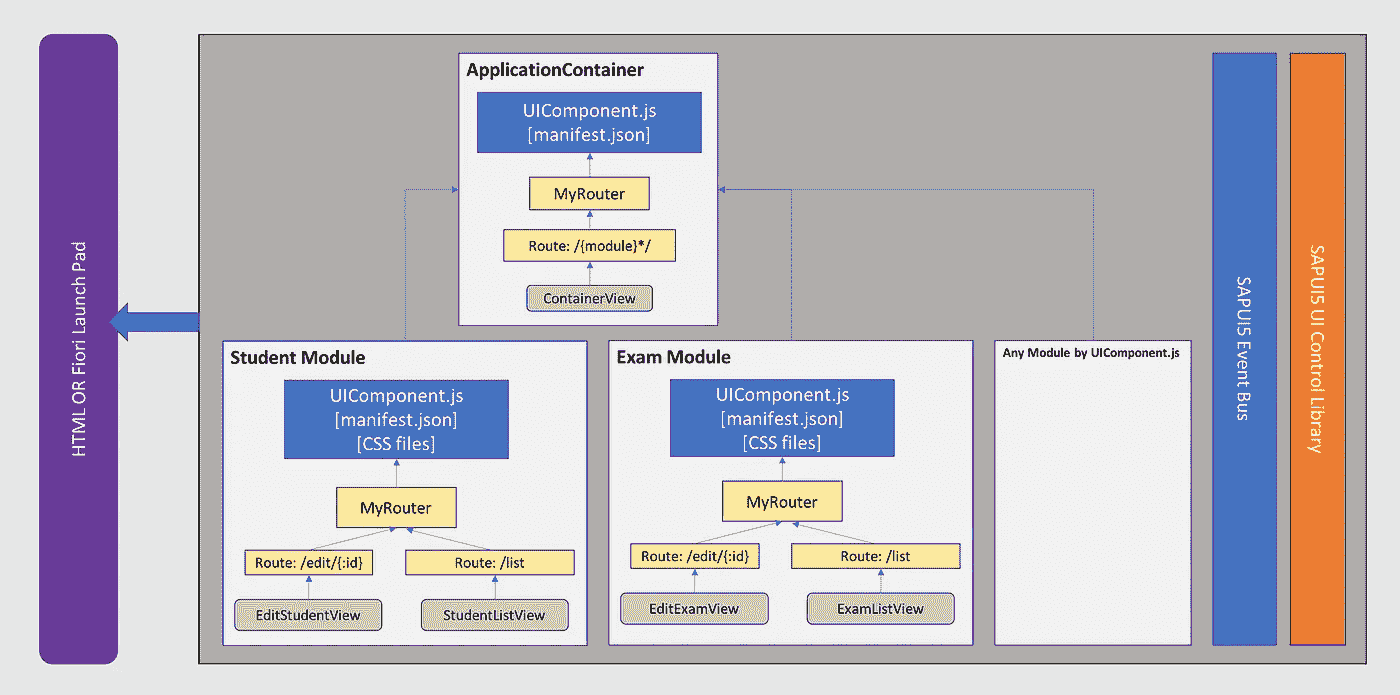 HTML OR Fiori Launch Pad
ApplicationContainer
UIComponent.js
[manifest.json]
MyRouter
Route: /{module}*/
ContainerView
Student Module
UIComponent.js
[manifest.json]
[CSS files]
MyRouter
Route: /edit/{:id}
Route: /list
EditStudentView
StudentListView
Exam Module
UIComponent.js
[manifest.json]
[CSS files]
MyRouter
Route: /edit/{:id}
Route: /list
EditExamView
ExamListView
Any Module by UIComponent.js
SAPUI5 Event Bus
SAPUI5 UI Control Library